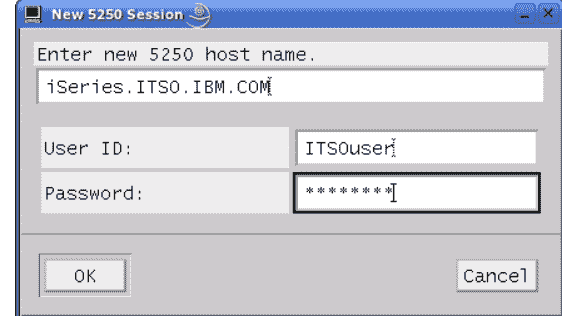 New 5250 Session
Enter new 5250 host name.
iSeries.ITSO.IBM.COM
User ID: ITSOuser
Password: ********
OK Cancel